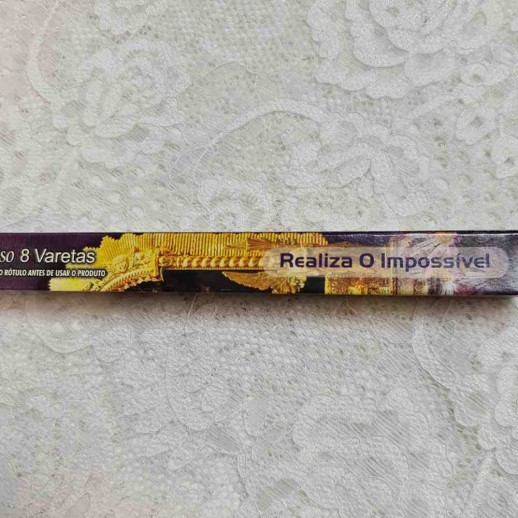 so 8 Varetas
O RÓTULO ANTES DE USAR O PRODUTO
Realiza O Impossível